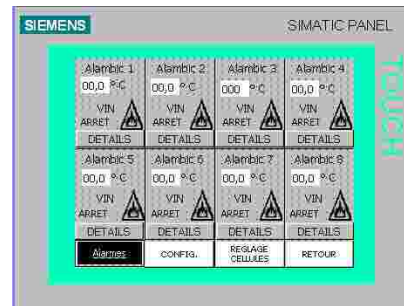 SIEMENS SIMATIC PANEL
TOUCH
Alambic 1 Alambic 2 Alambic 3 Alambic 4
00,0 °C 00,0 °C 000 °C 00,0 °C
VIN VIN VIN VIN
ARRET ARRET ARRET ARRET
DETAILS DETAILS DETAILS DETAILS
Alambic 5 Alambic 6 Alambic 7 Alambic 8
00,0 °C 00,0 °C 00,0 °C 00,0 °C
VIN VIN VIN VIN
ARRET ARRET ARRET ARRET
DETAILS DETAILS DETAILS DETAILS
Alarmes CONFIG. REGLAGE CELLULES RETOUR